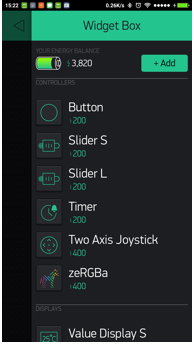 15:22 0.26K/s
Widget Box
YOUR ENERGY BALANCE
3,820 + Add
CONTROLLERS
Button
200
Slider S
200
Slider L
200
Timer
200
Two Axis Joystick
400
zeRGBa
400
DISPLAYS
Value Display S
25°C